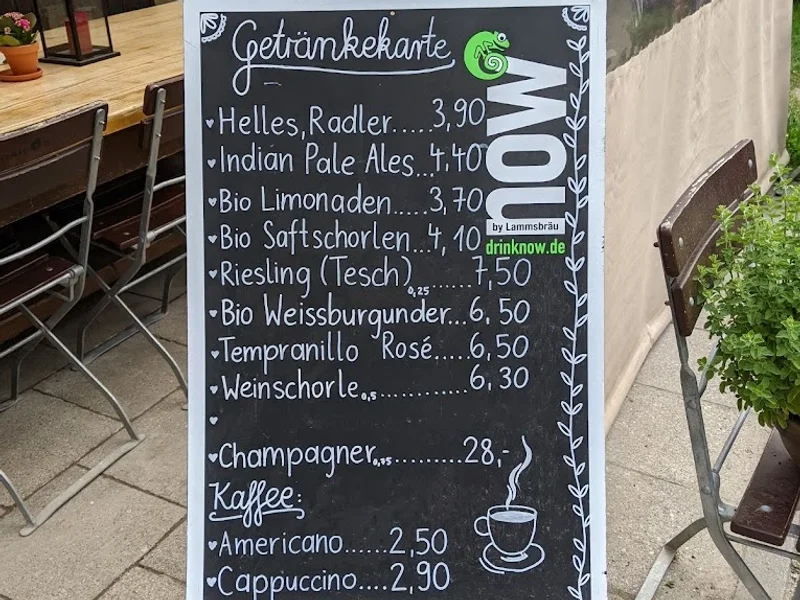 Getränkekarte
now
by Lammsbräu
drinknow.de
Helles, Radler.....3,90
Indian Pale Ales...4,40
Bio Limonaden.....3,70
Bio Saftschorlen..4,10
Riesling (Tesch) 0,25......7,50
Bio Weissburgunder...6,50
Tempranillo Rosé.....6,50
Weinschorle 0,5............6,30
Champagner 0,75..........28,-
Kaffee:
Americano......2,50
Cappuccino....2,90